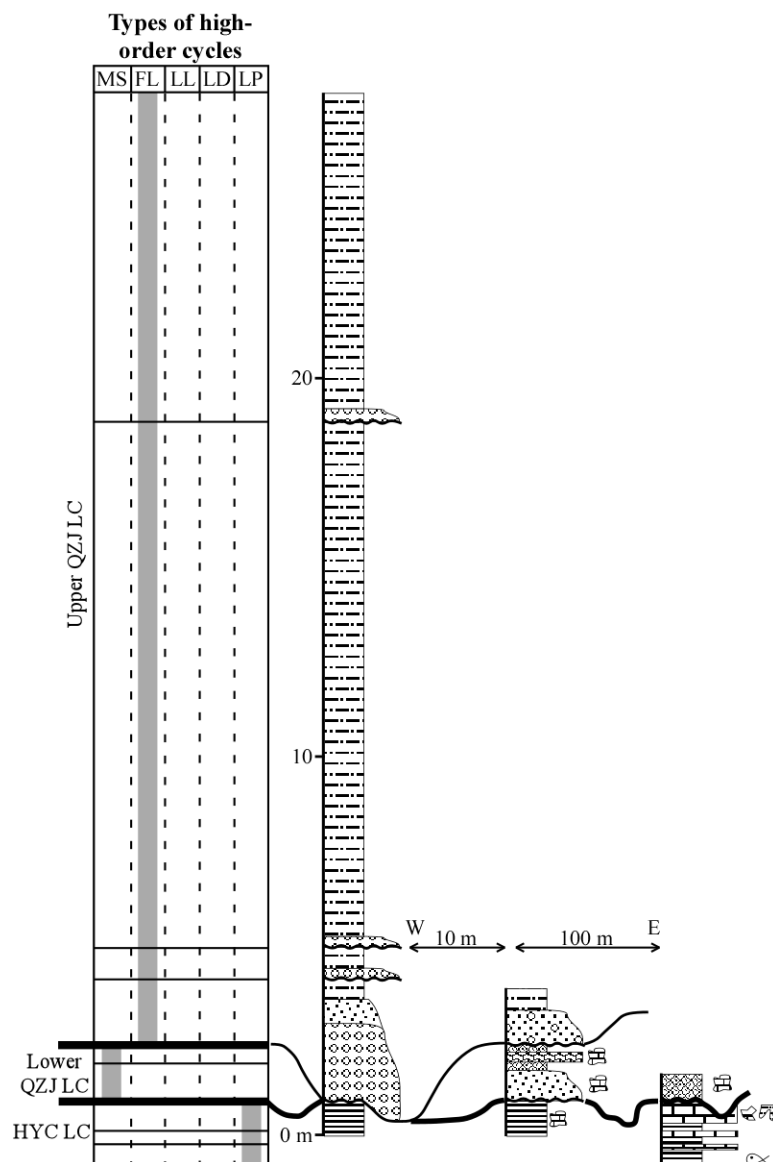 Types of high-
order cycles
MS FL LL LD LP
20
Upper QZJ LC
10
W E
10 m 100 m
Lower
QZJ LC
HYC LC
0 m